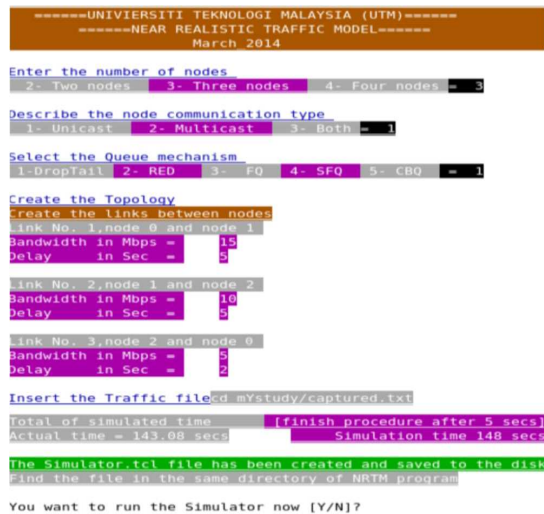 ======UNIVIERSITI TEKNOLOGI MALAYSIA (UTM)======
======NEAR REALISTIC TRAFFIC MODEL======
March 2014
Enter the number of nodes
2- Two nodes 3- Three nodes 4- Four nodes = 3
Describe the node communication type
1- Unicast 2- Multicast 3- Both = 1
Select the Queue mechanism
1-DropTail 2- RED 3- FQ 4- SFQ 5- CBQ = 1
Create the Topology
Create the links between nodes
Link No. 1,node 0 and node 1
Bandwidth in Mbps = 15
Delay in Sec = 5
Link No. 2,node 1 and node 2
Bandwidth in Mbps = 10
Delay in Sec = 5
Link No. 3,node 2 and node 0
Bandwidth in Mbps = 5
Delay in Sec = 2
Insert the Traffic filecd mYstudy/captured.txt
Total of simulated time [finish procedure after 5 secs]
Actual time = 143.08 secs Simulation time 148 secs
The Simulator.tcl file has been created and saved to the disk
Find the file in the same directory of NRTM program
You want to run the Simulator now [Y/N]?